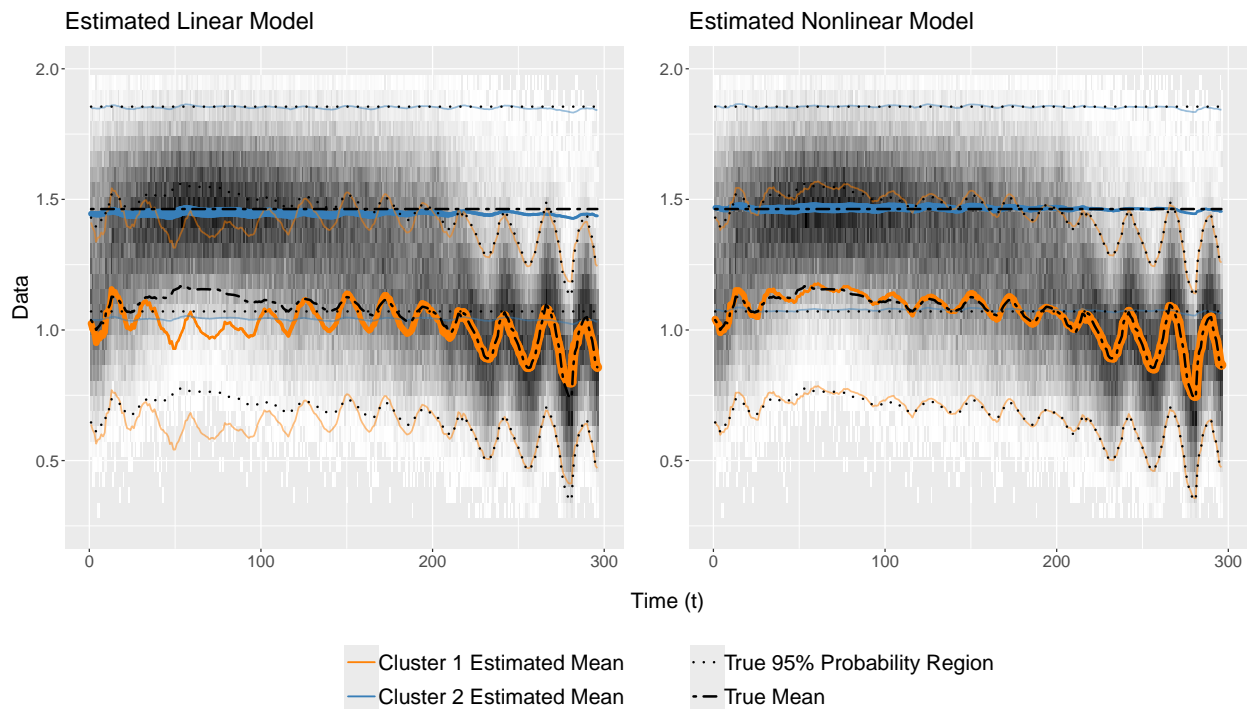 Estimated Linear Model
Estimated Nonlinear Model
Data
2.0
1.5
1.0
0.5
2.0
1.5
1.0
0.5
0
100
200
300
0
100
200
300
Time (t)
Cluster 1 Estimated Mean
Cluster 2 Estimated Mean
True 95% Probability Region
True Mean